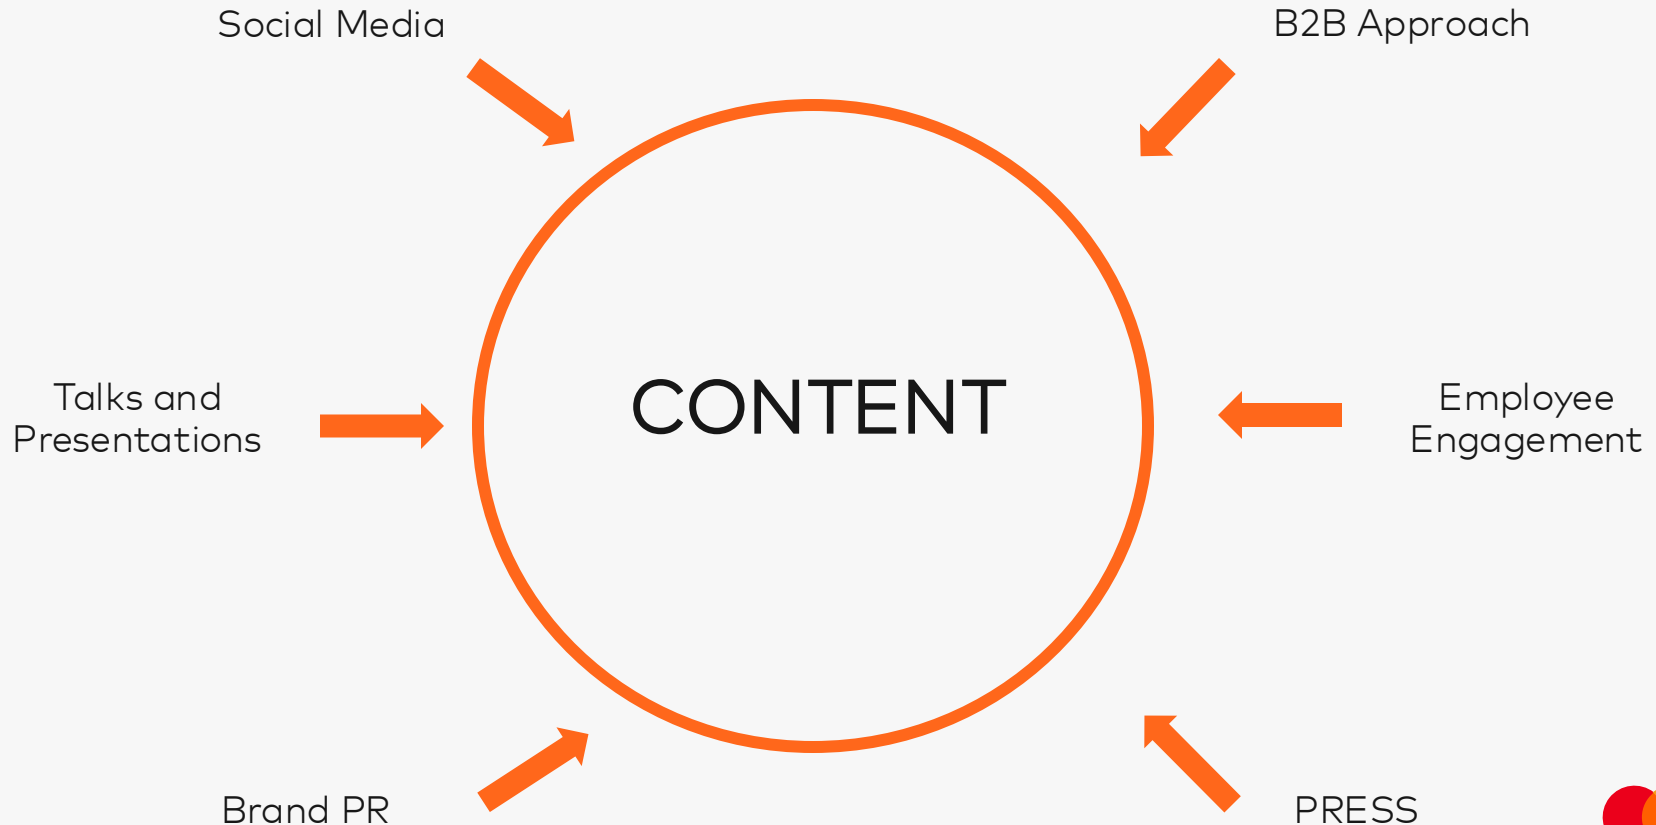 Social Media
B2B Approach
Talks and
Presentations
CONTENT
Employee
Engagement
Brand PR
PRESS